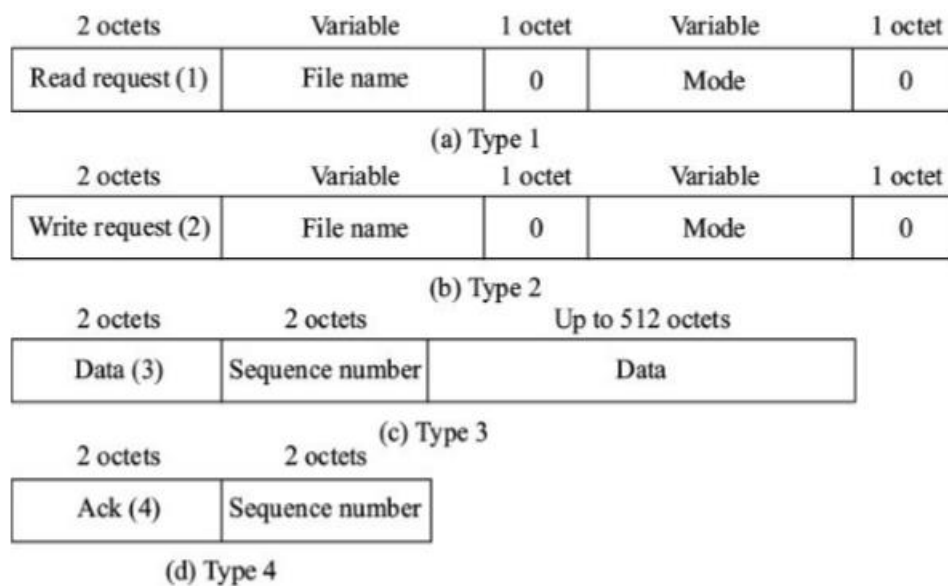 2 octets Variable 1 octet Variable 1 octet
Read request (1) File name 0 Mode 0
(a) Type 1
2 octets Variable 1 octet Variable 1 octet
Write request (2) File name 0 Mode 0
(b) Type 2
2 octets 2 octets Up to 512 octets
Data (3) Sequence number Data
(c) Type 3
2 octets 2 octets
Ack (4) Sequence number
(d) Type 4